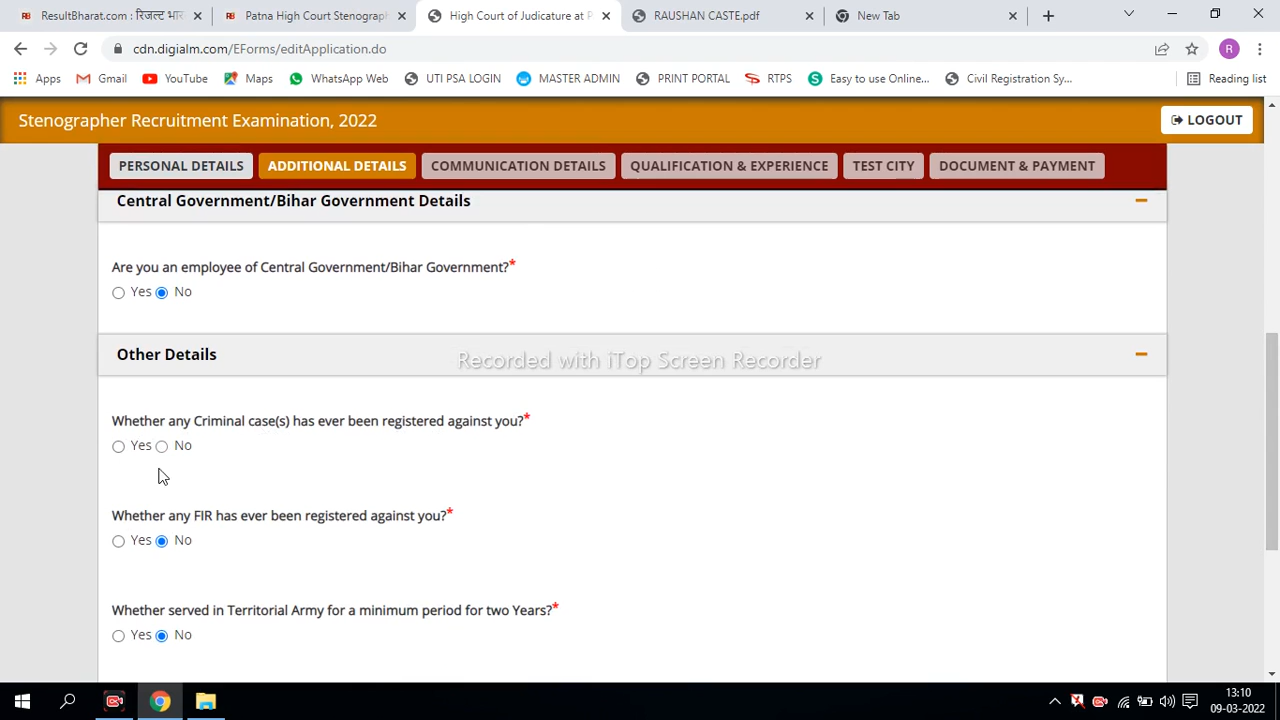 ResultBharat.com : रिजल्ट भा
Patna High Court Stenograph
High Court of Judicature at P
RAUSHAN CASTE.pdf
New Tab
cdn.digialm.com/EForms/editApplication.do
R
Apps
Gmail
YouTube
Maps
WhatsApp Web
UTI PSA LOGIN
MASTER ADMIN
PRINT PORTAL
RTPS
Easy to use Online...
Civil Registration Sy...
Reading list
Stenographer Recruitment Examination, 2022
LOGOUT
PERSONAL DETAILS
ADDITIONAL DETAILS
COMMUNICATION DETAILS
QUALIFICATION & EXPERIENCE
TEST CITY
DOCUMENT & PAYMENT
Central Government/Bihar Government Details
Are you an employee of Central Government/Bihar Government?*
Yes No
Other Details
Recorded with iTop Screen Recorder
Whether any Criminal case(s) has ever been registered against you?*
Yes No
Whether any FIR has ever been registered against you?*
Yes No
Whether served in Territorial Army for a minimum period for two Years?*
Yes No
13:10
09-03-2022